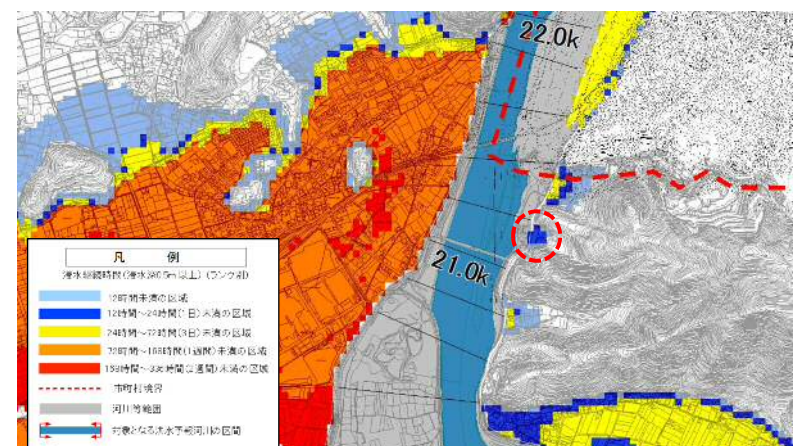 22.0k
21.0k
凡 例
浸水継続時間(浸水深0.5m以上)(ランク別)
12時間未満の区域
12時間～24時間(1日)未満の区域
24時間～72時間(3日)未満の区域
72時間～168時間(1週間)未満の区域
168時間～336時間(2週間)未満の区域
市町村境界
河川等範囲
対象となる洪水予報河川の区間